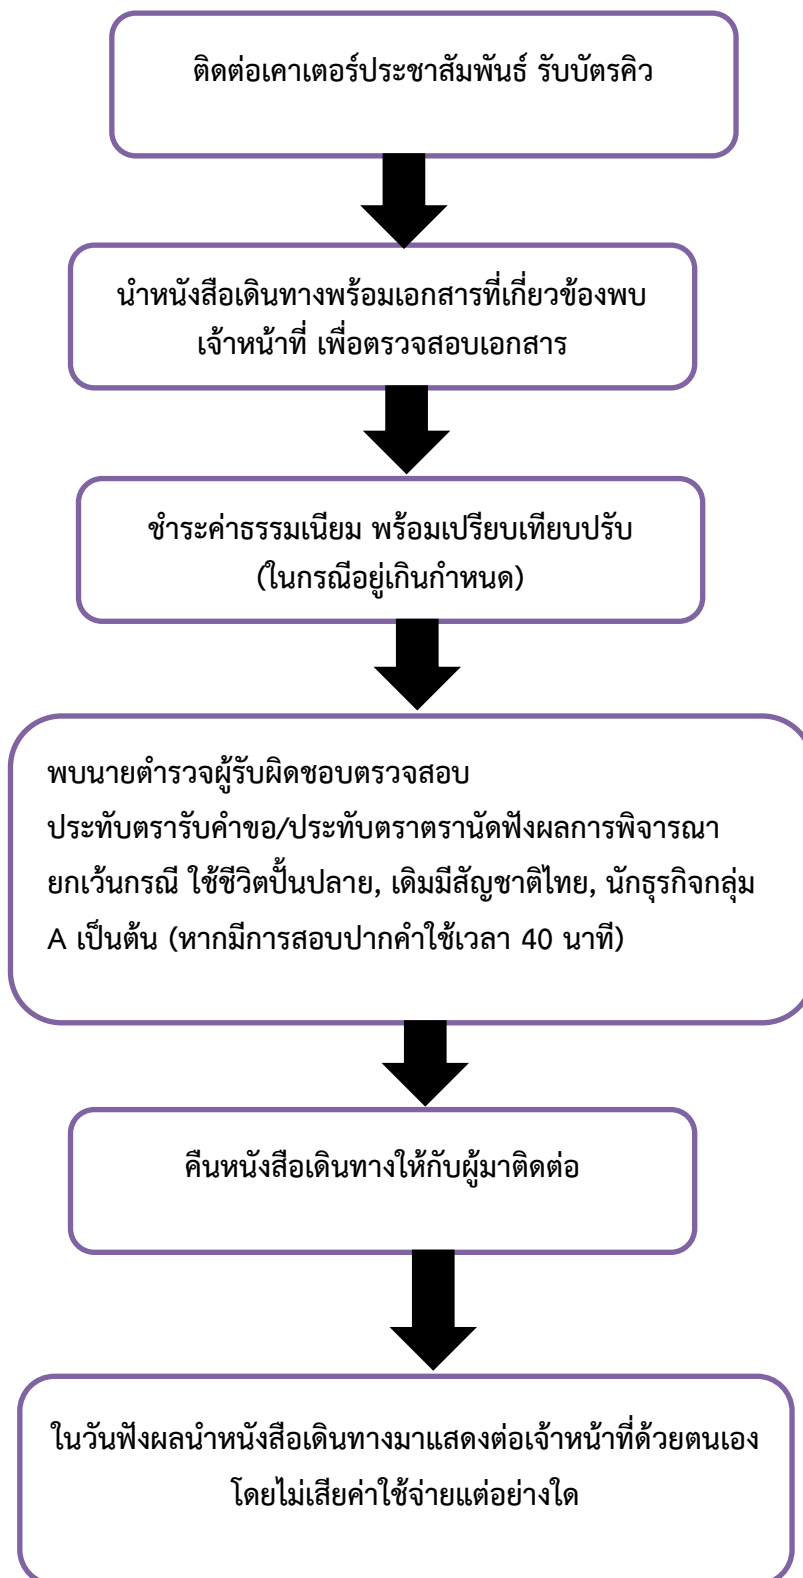 ติดต่อเคาเตอร์ประชาสัมพันธ์ รับบัตรคิว
นำหนังสือเดินทางพร้อมเอกสารที่เกี่ยวข้องพบ
เจ้าหน้าที่ เพื่อตรวจสอบเอกสาร
ชำระค่าธรรมเนียม พร้อมเปรียบเทียบปรับ
(ในกรณีอยู่เกินกำหนด)
พบนายตำรวจผู้รับผิดชอบตรวจสอบ
ประทับตรารับคำขอ/ประทับตราตรานัดฟังผลการพิจารณา
ยกเว้นกรณี ใช้ชีวิตปั้นปลาย, เดิมมีสัญชาติไทย, นักธุรกิจกลุ่ม
A เป็นต้น (หากมีการสอบปากคำใช้เวลา 40 นาที)
คืนหนังสือเดินทางให้กับผู้มาติดต่อ
ในวันฟังผลนำหนังสือเดินทางมาแสดงต่อเจ้าหน้าที่ด้วยตนเอง
โดยไม่เสียค่าใช้จ่ายแต่อย่างใด